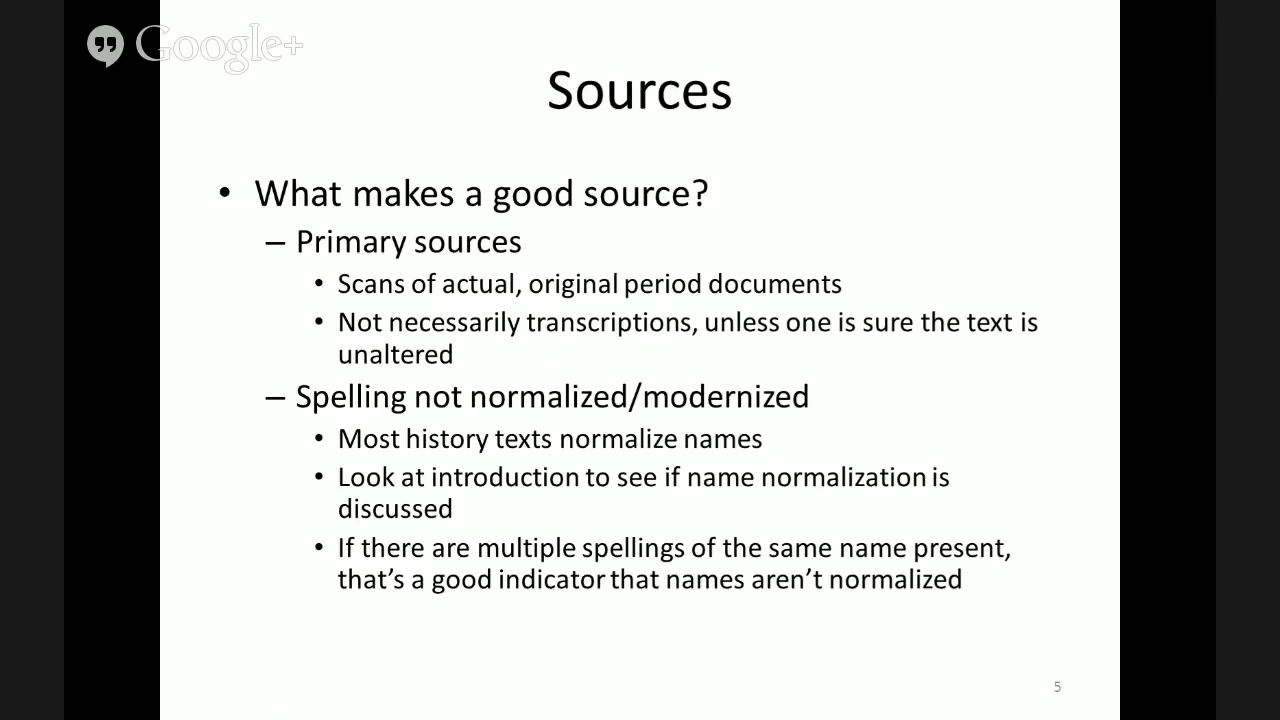 Google+
Sources
• What makes a good source?
– Primary sources
• Scans of actual, original period documents
• Not necessarily transcriptions, unless one is sure the text is
unaltered
– Spelling not normalized/modernized
• Most history texts normalize names
• Look at introduction to see if name normalization is
discussed
• If there are multiple spellings of the same name present,
that’s a good indicator that names aren’t normalized
5